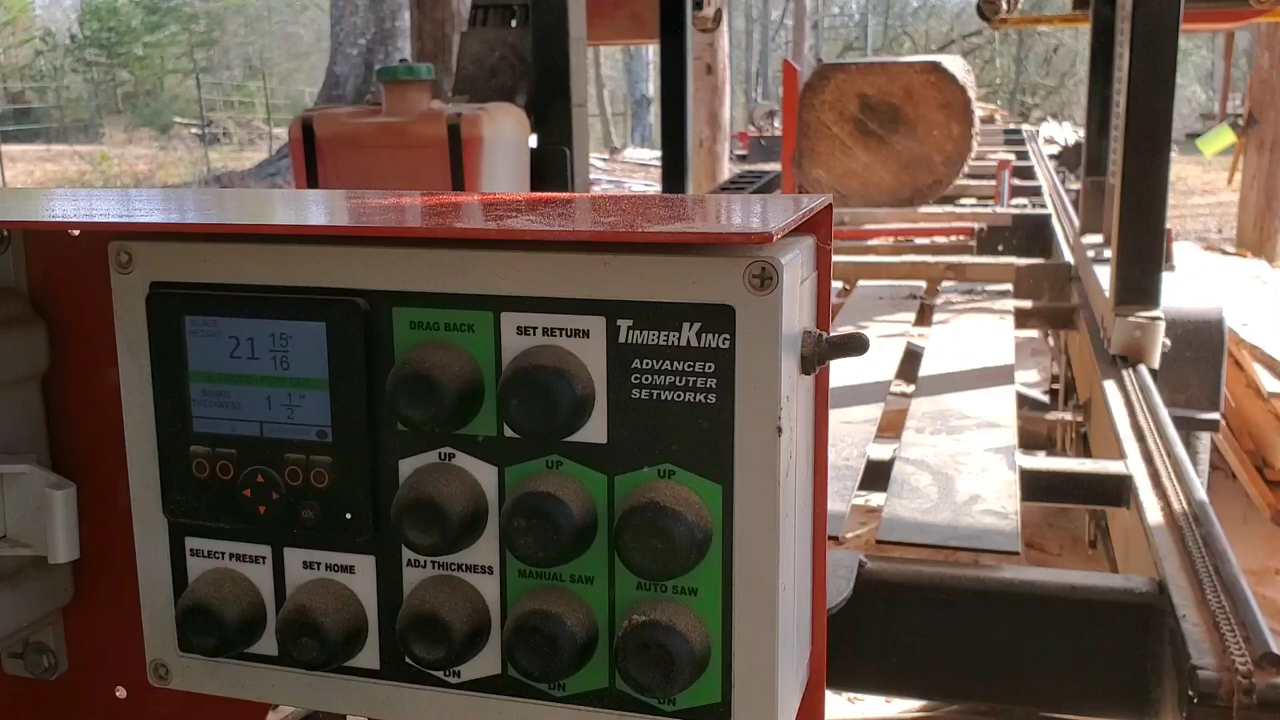 BLADE
HEIGHT
21 15"
16
BOARD
THICKNESS 1 1"
2
ok
DRAG BACK
SET RETURN
TIMBERKING
ADVANCED
COMPUTER
SETWORKS
UP
UP
UP
ADJ THICKNESS
MANUAL SAW
AUTO SAW
SELECT PRESET
SET HOME
DN
DN
DN